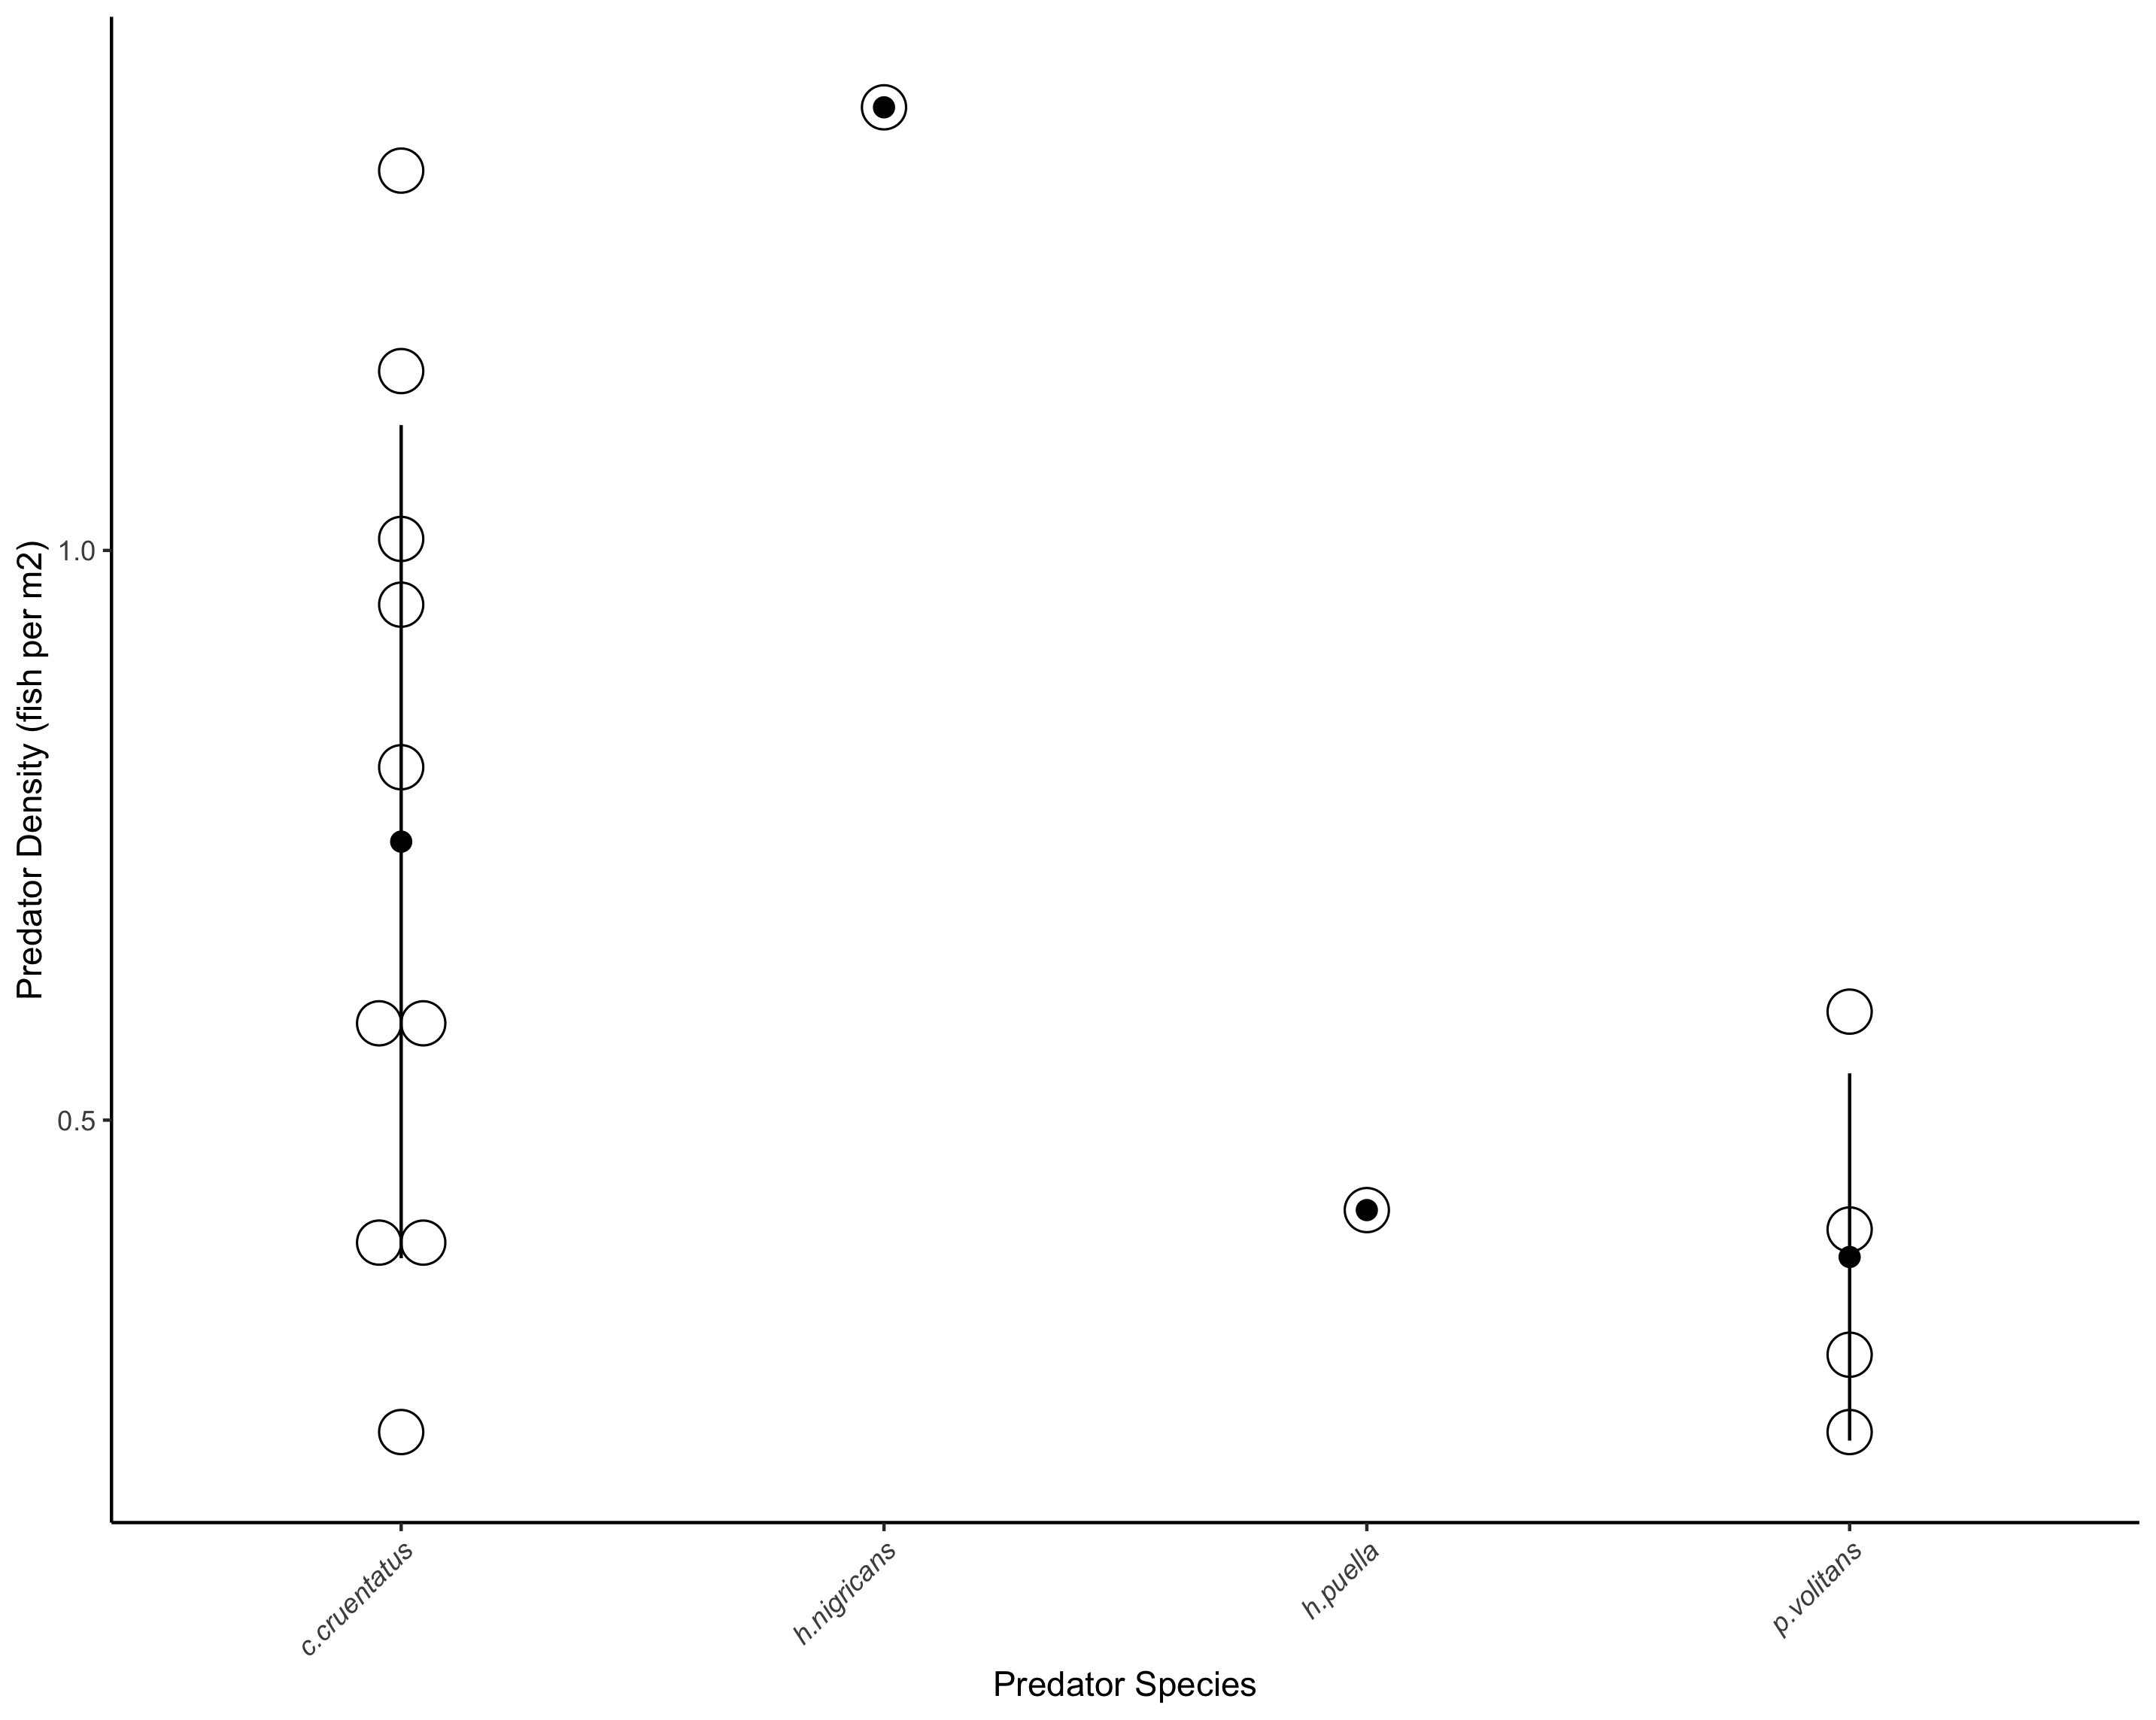 Predator Density (fish per m2)
1.0
0.5
c.cruentatus
h.nigricans
h.puella
p.volitans
Predator Species